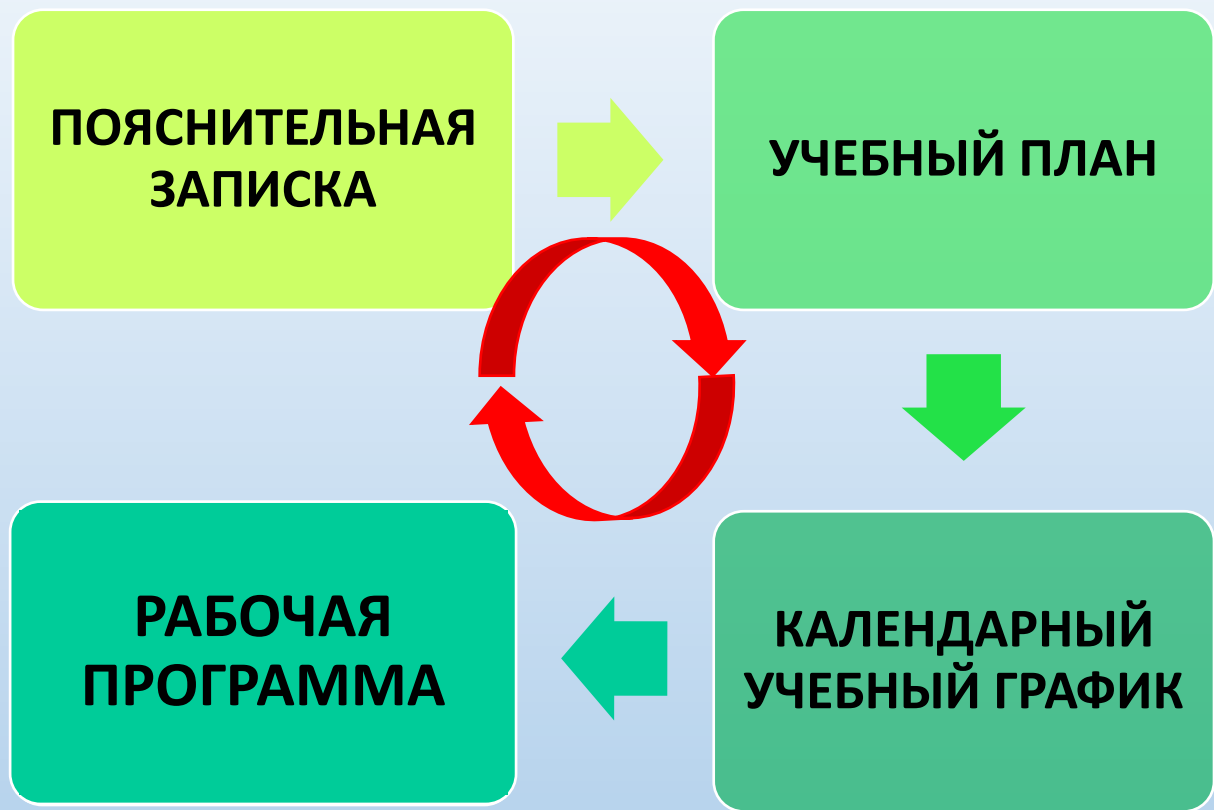 ПОЯСНИТЕЛЬНАЯ
ЗАПИСКА
УЧЕБНЫЙ ПЛАН
РАБОЧАЯ
ПРОГРАММА
КАЛЕНДАРНЫЙ
УЧЕБНЫЙ ГРАФИК